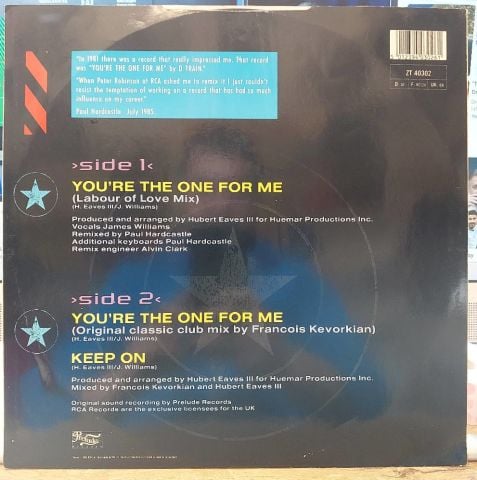 "In 1981 there was a record that really impressed me. That record
was "YOU'RE THE ONE FOR ME" by D TRAIN."
"When Peter Robinson at RCA asked me to remix it I just couldn't
resist the temptation of working on a record that has had so much
influence on my career."
Paul Hardcastle July 1985.
ZT 40302
>side 1<
YOU'RE THE ONE FOR ME
(Labour of Love Mix)
(H. Eaves III/J. Williams)
Produced and arranged by Hubert Eaves III for Huemar Productions Inc.
Vocals James Williams
Remixed by Paul Hardcastle
Additional keyboards Paul Hardcastle
Remix engineer Alvin Clark
>side 2<
YOU'RE THE ONE FOR ME
(Original classic club mix by Francois Kevorkian)
(H. Eaves III/J. Williams)
KEEP ON
(H. Eaves III/J. Williams)
Produced and arranged by Hubert Eaves III for Huemar Productions Inc.
Mixed by Francois Kevorkian and Hubert Eaves III
Original sound recording by Prelude Records
RCA Records are the exclusive licensees for the UK
Prelude